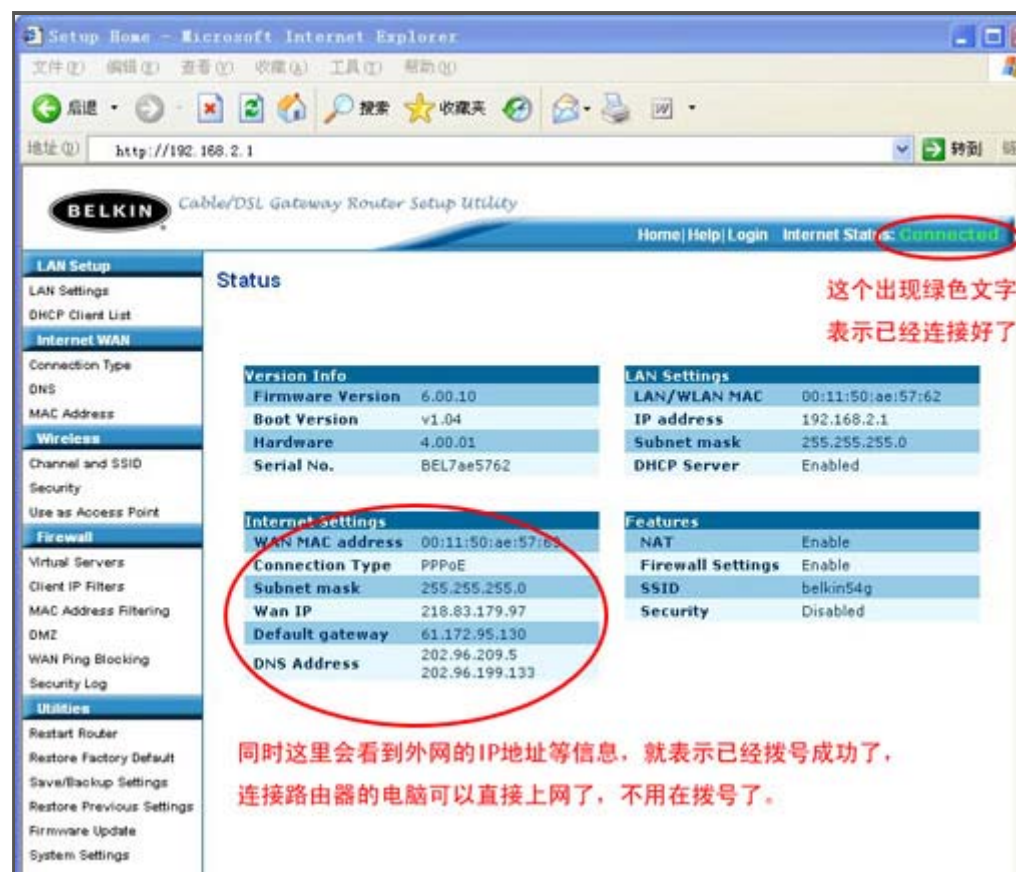 Setup Home - Microsoft Internet Explorer
文件(F) 编辑(E) 查看(V) 收藏(A) 工具(T) 帮助(H)
后退 搜索 收藏夹
地址(D) http://192.168.2.1 转到
BELKIN Cable/DSL Gateway Router Setup Utility
Home|Help|Login Internet Status: Connected
LAN Setup
LAN Settings
DHCP Client List
Internet WAN
Connection Type
DNS
MAC Address
Wireless
Channel and SSID
Security
Use as Access Point
Firewall
Virtual Servers
Client IP Filters
MAC Address Filtering
DMZ
WAN Ping Blocking
Security Log
Utilities
Restart Router
Restore Factory Default
Save/Backup Settings
Restore Previous Settings
Firmware Update
System Settings
Status
这个出现绿色文字
表示已经连接好了
Version Info
Firmware Version 6.00.10
Boot Version v1.04
Hardware 4.00.01
Serial No. BEL7ae5762
LAN Settings
LAN/WLAN MAC 00:11:50:ae:57:62
IP address 192.168.2.1
Subnet mask 255.255.255.0
DHCP Server Enabled
Internet Settings
WAN MAC address 00:11:50:ae:57:63
Connection Type PPPoE
Subnet mask 255.255.255.0
Wan IP 218.83.179.97
Default gateway 61.172.95.130
DNS Address 202.96.209.5
202.96.199.133
Features
NAT Enable
Firewall Settings Enable
SSID belkin54g
Security Disabled
同时这里会看到外网的IP地址等信息，就表示已经拨号成功了，
连接路由器的电脑可以直接上网了，不用在拨号了。